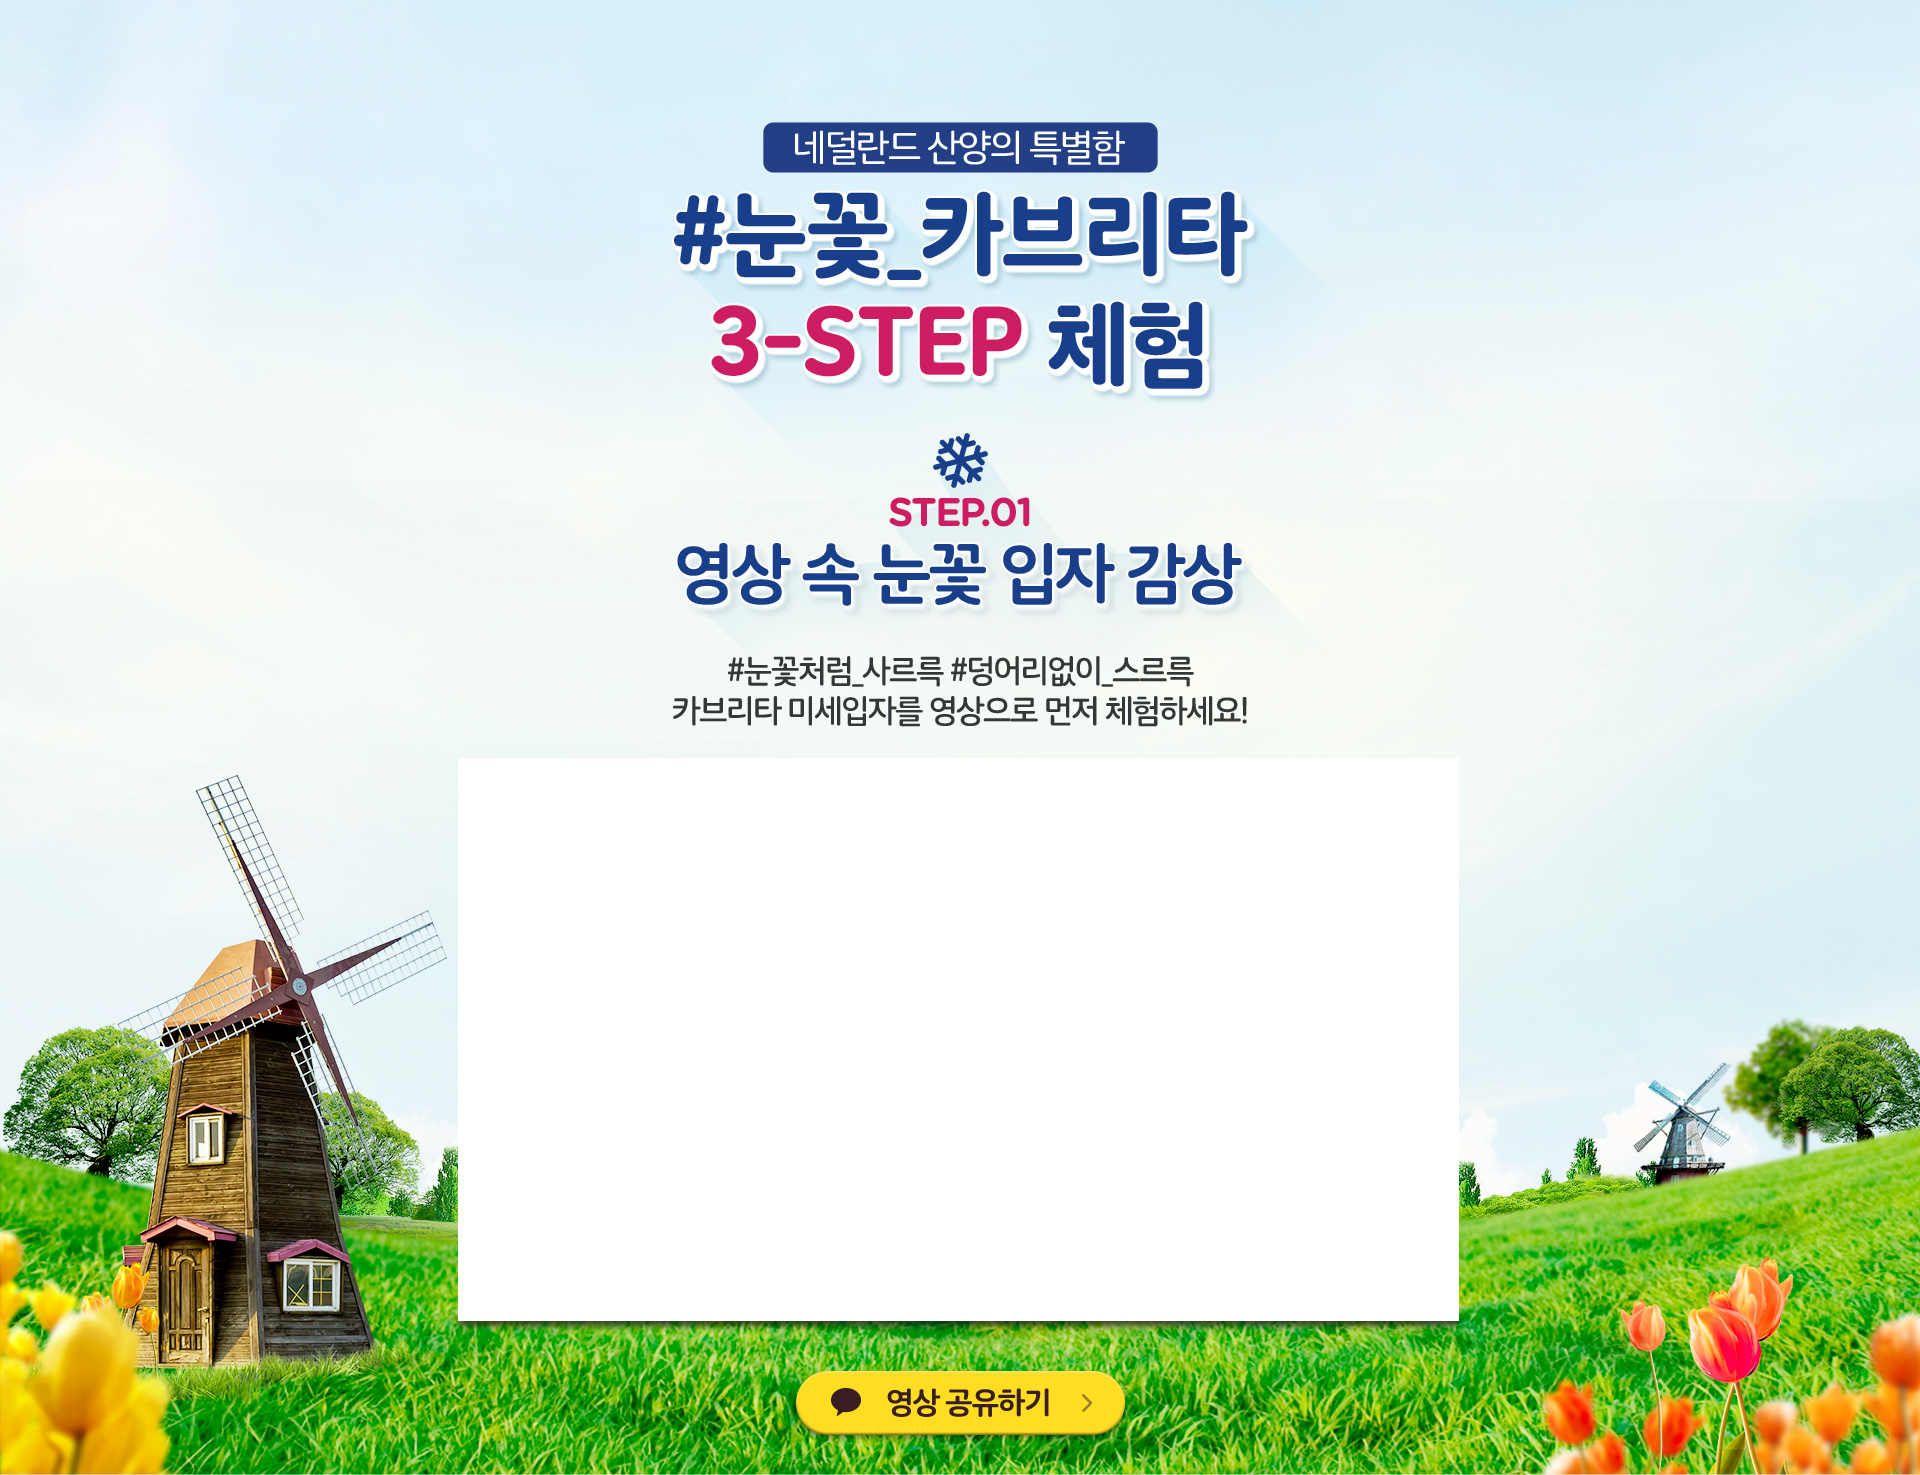 네덜란드 산양의 특별함
#눈꽃_카브리타
3-STEP 체험
STEP.01
영상 속 눈꽃 입자 감상
#눈꽃처럼_사르륵 #덩어리없이_스르륵
카브리타 미세입자를 영상으로 먼저 체험하세요!
영상 공유하기